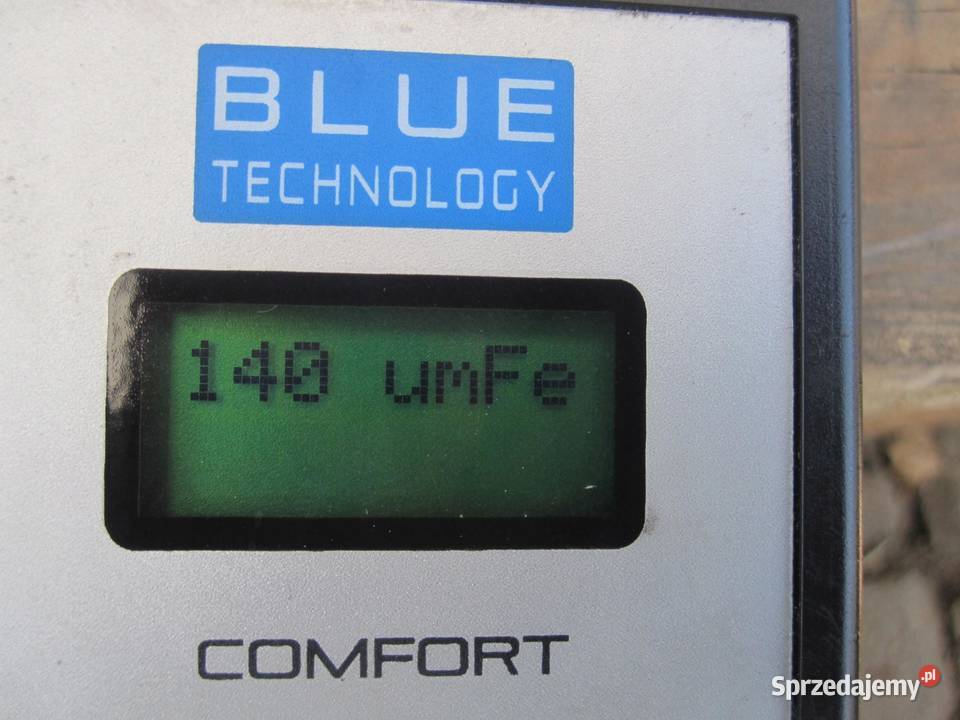 BLUE
TECHNOLOGY
140 umFe
COMFORT
Sprzedajemy.pl